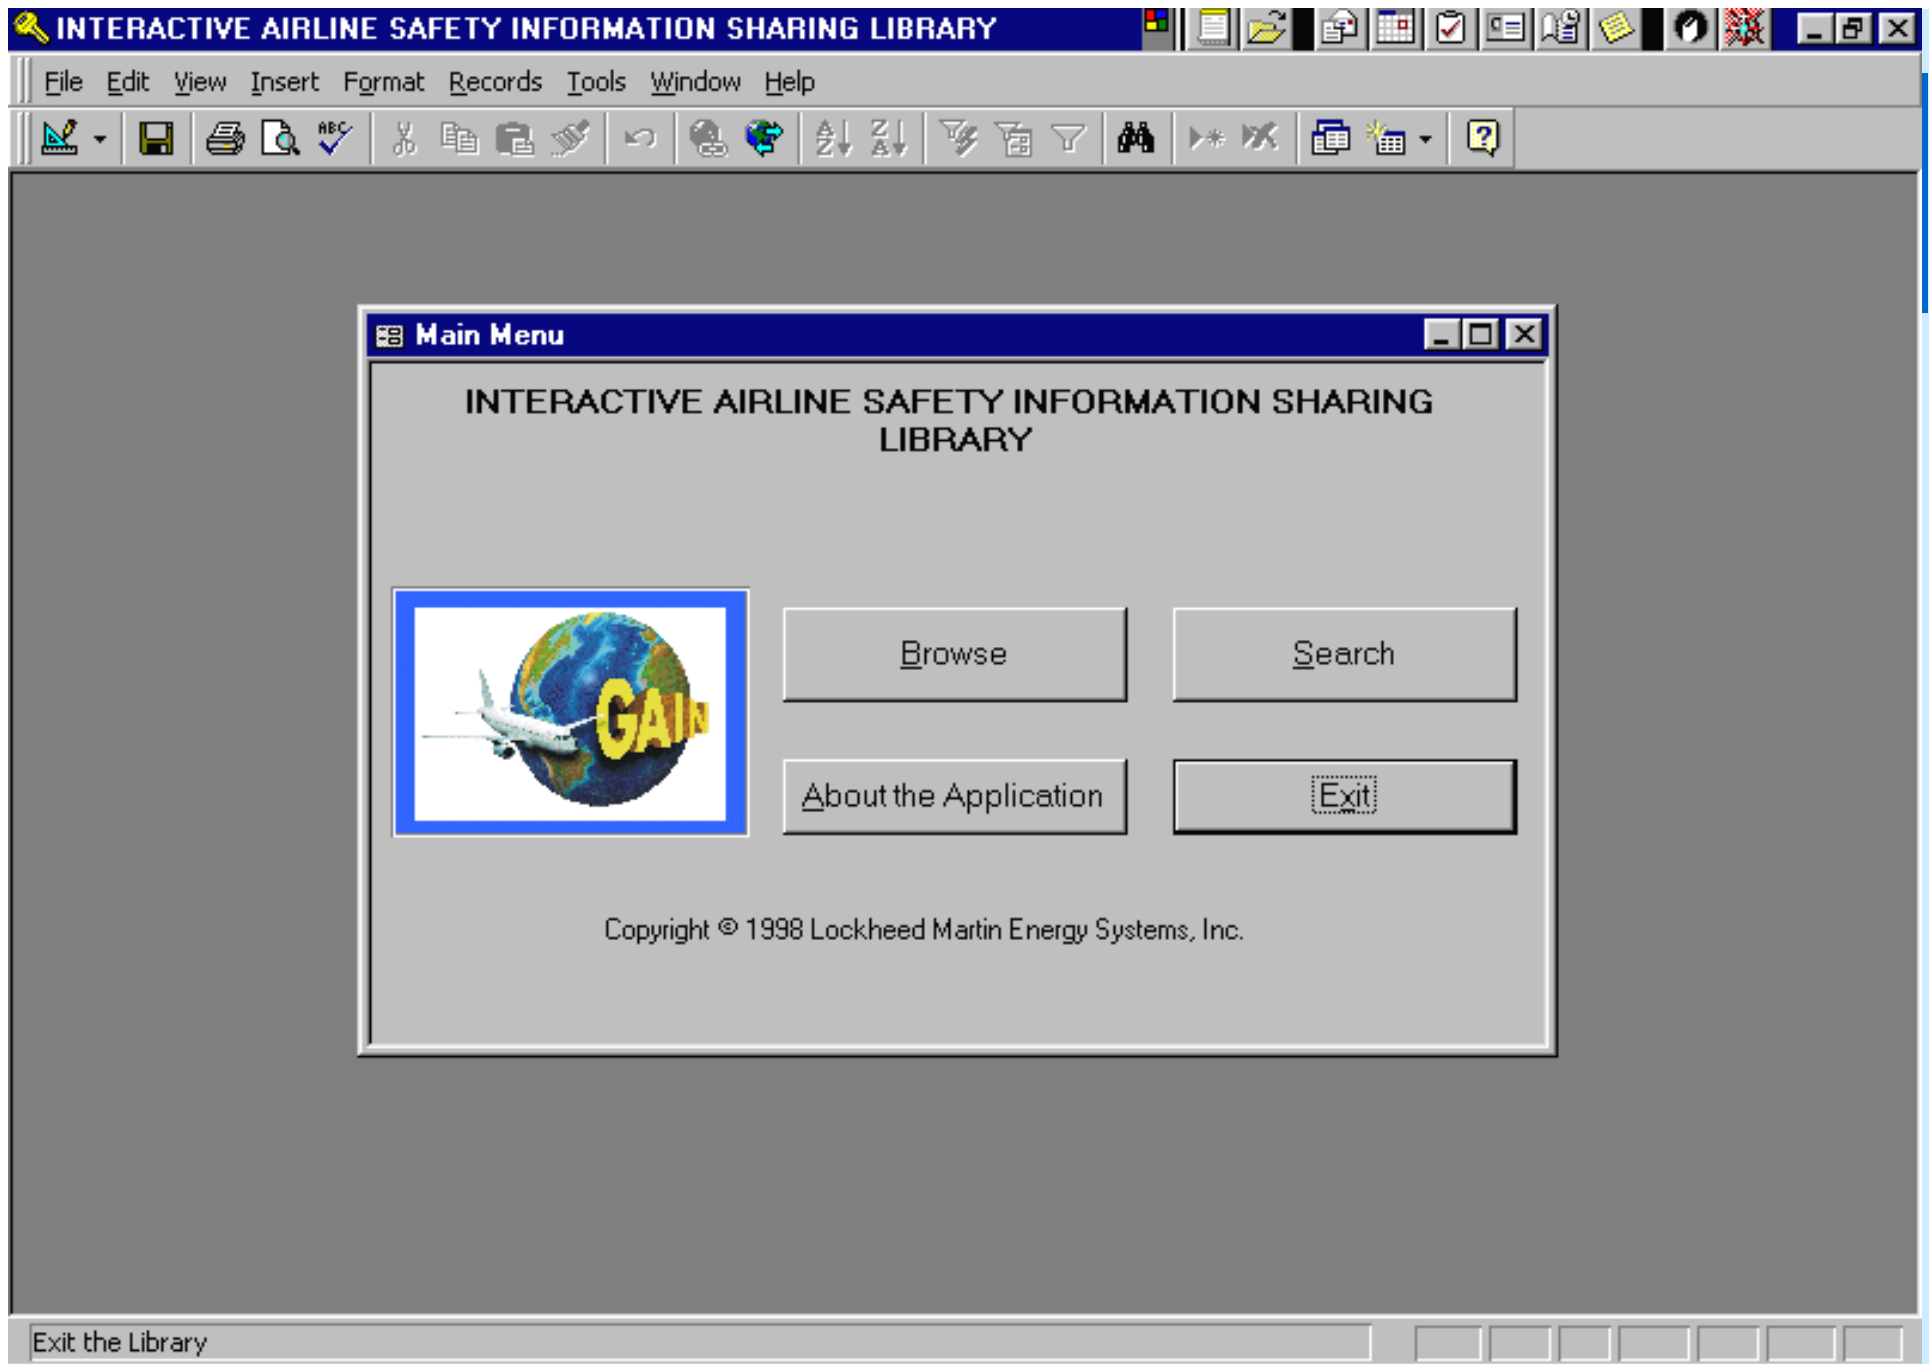 INTERACTIVE AIRLINE SAFETY INFORMATION SHARING LIBRARY
File Edit View Insert Format Records Tools Window Help
ABC
A Z Z A
Main Menu
INTERACTIVE AIRLINE SAFETY INFORMATION SHARING
LIBRARY
GAIN
Browse Search
About the Application Exit
Copyright © 1998 Lockheed Martin Energy Systems, Inc.
Exit the Library